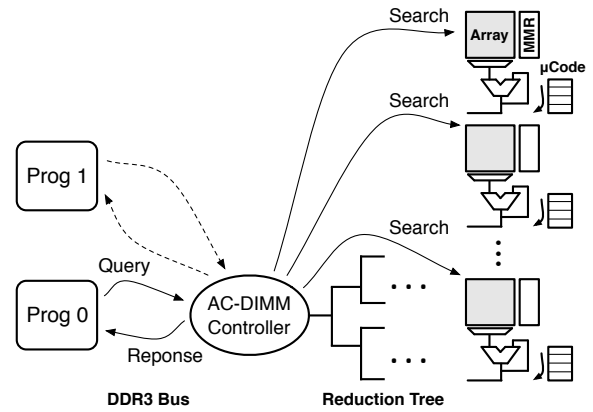 Search
Array
MMR
µCode
Search
Prog 1
Search
Query
Prog 0
AC-DIMM
Controller
Reponse
DDR3 Bus
Reduction Tree